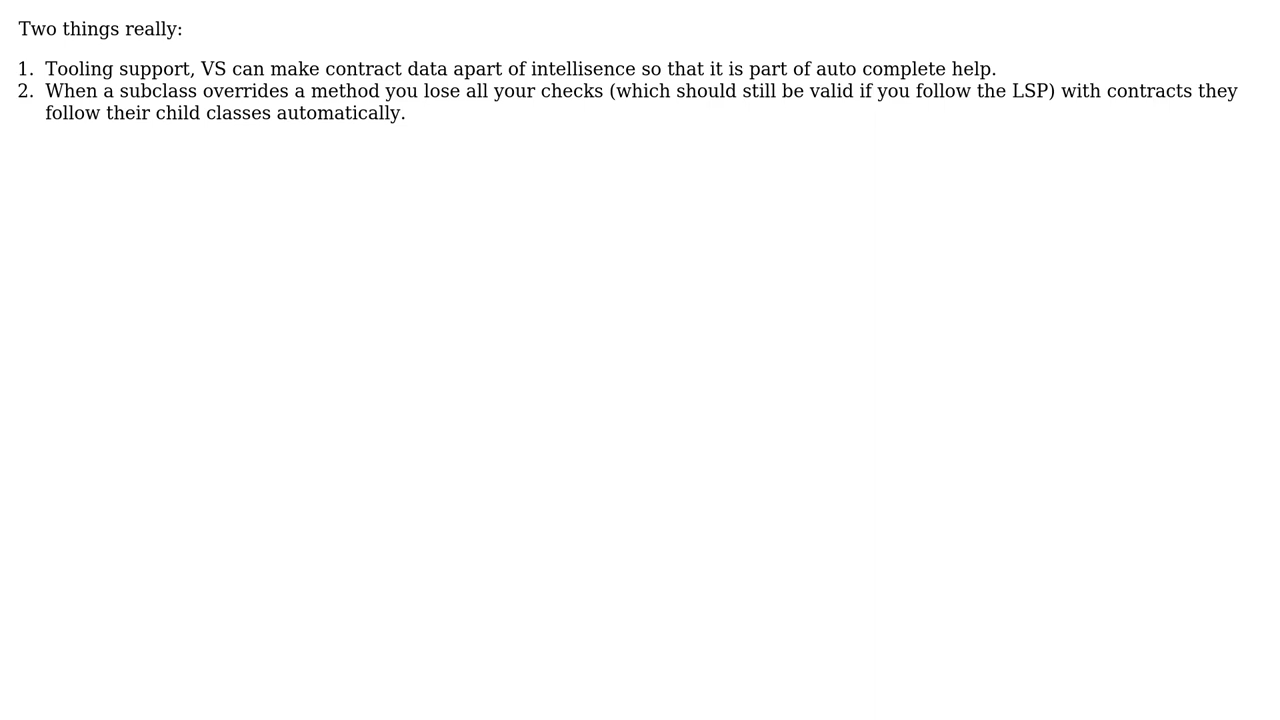 Two things really:
1. Tooling support, VS can make contract data apart of intellisence so that it is part of auto complete help.
2. When a subclass overrides a method you lose all your checks (which should still be valid if you follow the LSP) with contracts they
follow their child classes automatically.